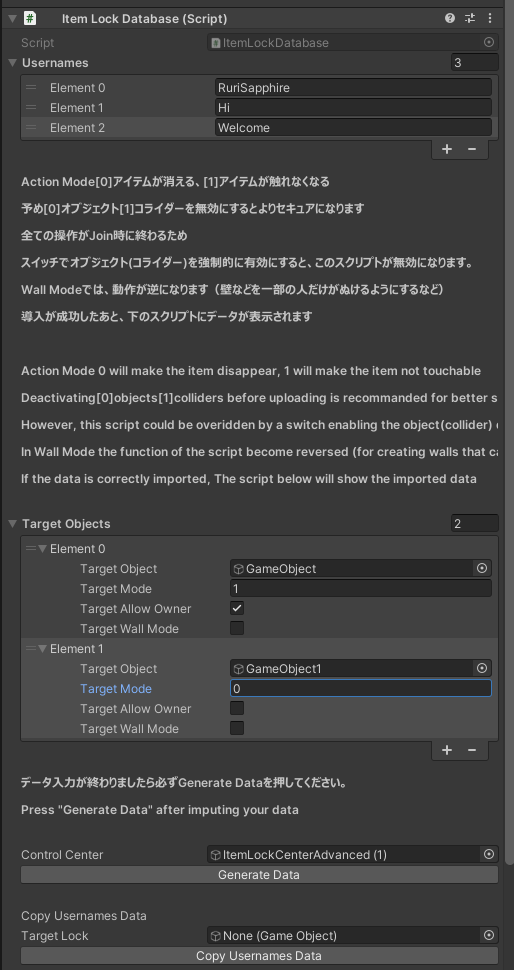 Item Lock Database (Script)
Script ItemLockDatabase
Usernames 3
Element 0 RuriSapphire
Element 1 Hi
Element 2 Welcome
+ −
Action Mode[0]アイテムが消える、[1]アイテムが触れなくなる
予め[0]オブジェクト[1]コライダーを無効にするとよりセキュアになります
全ての操作がJoin時に終わるため
スイッチでオブジェクト(コライダー)を強制的に有効にすると、このスクリプトが無効になります。
Wall Modeでは、動作が逆になります（壁などを一部の人だけがぬけるようにするなど）
導入が成功したあと、下のスクリプトにデータが表示されます
Action Mode 0 will make the item disappear, 1 will make the item not touchable
Deactivating[0]objects[1]colliders before uploading is recommanded for better s
However, this script could be overidden by a switch enabling the object(collider)
In Wall Mode the function of the script become reversed (for creating walls that ca
If the data is correctly imported, The script below will show the imported data
Target Objects 2
Element 0
Target Object GameObject
Target Mode 1
Target Allow Owner
Target Wall Mode
Element 1
Target Object GameObject1
Target Mode 0
Target Allow Owner
Target Wall Mode
+ −
データ入力が終わりましたら必ずGenerate Dataを押してください。
Press "Generate Data" after imputing your data
Control Center ItemLockCenterAdvanced (1)
Generate Data
Copy Usernames Data
Target Lock None (Game Object)
Copy Usernames Data